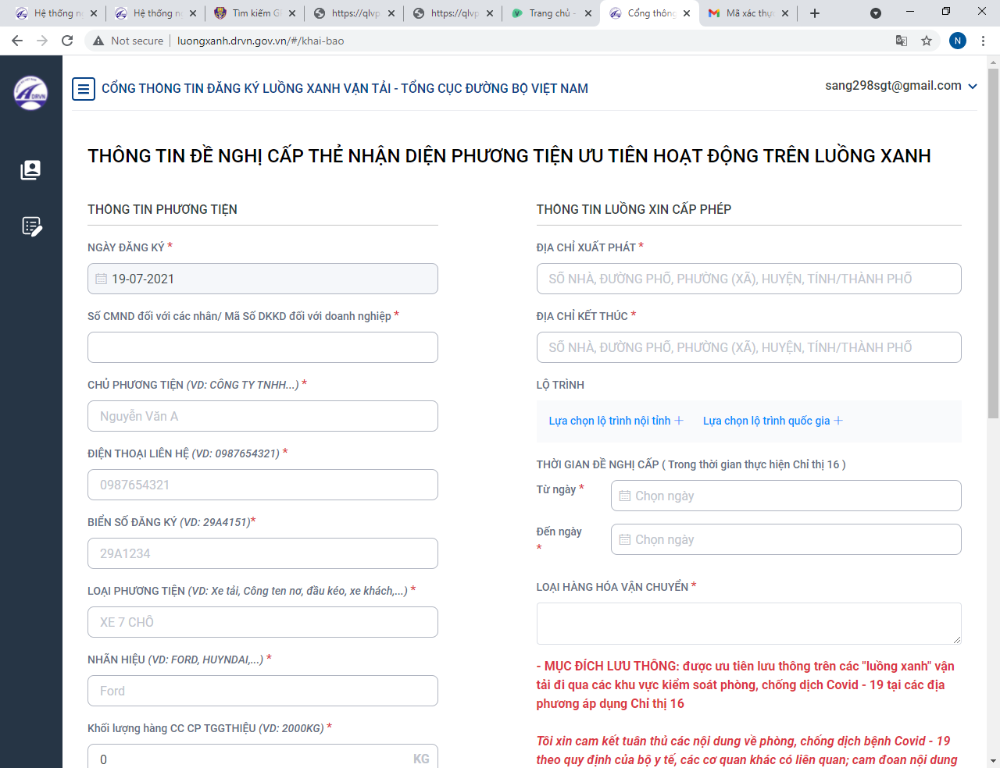 Hệ thống n
Hệ thống n
Tìm kiếm G
https://qlvp
https://qlvp
Trang chủ -
Cổng thông
Mã xác thự
Not secure
luongxanh.drvn.gov.vn/#/khai-bao
N
DRVN
CỔNG THÔNG TIN ĐĂNG KÝ LUỒNG XANH VẬN TẢI - TỔNG CỤC ĐƯỜNG BỘ VIỆT NAM
sang298sgt@gmail.com
THÔNG TIN ĐỀ NGHỊ CẤP THẺ NHẬN DIỆN PHƯƠNG TIỆN ƯU TIÊN HOẠT ĐỘNG TRÊN LUỒNG XANH
THÔNG TIN PHƯƠNG TIỆN
NGÀY ĐĂNG KÝ *
19-07-2021
Số CMND đối với các nhân/ Mã Số DKKD đối với doanh nghiệp *
CHỦ PHƯƠNG TIỆN (VD: CÔNG TY TNHH...) *
Nguyễn Văn A
ĐIỆN THOẠI LIÊN HỆ (VD: 0987654321) *
0987654321
BIỂN SỐ ĐĂNG KÝ (VD: 29A4151)*
29A1234
LOẠI PHƯƠNG TIỆN (VD: Xe tải, Công ten nơ, đầu kéo, xe khách,...) *
XE 7 CHỖ
NHÃN HIỆU (VD: FORD, HUYNDAI,...) *
Ford
Khối lượng hàng CC CP TGGTHIỆU (VD: 2000KG) *
0 KG
THÔNG TIN LUỒNG XIN CẤP PHÉP
ĐỊA CHỈ XUẤT PHÁT *
SỐ NHÀ, ĐƯỜNG PHỐ, PHƯỜNG (XÃ), HUYỆN, TỈNH/THÀNH PHỐ
ĐỊA CHỈ KẾT THÚC *
SỐ NHÀ, ĐƯỜNG PHỐ, PHƯỜNG (XÃ), HUYỆN, TỈNH/THÀNH PHỐ
LỘ TRÌNH
Lựa chọn lộ trình nội tỉnh + Lựa chọn lộ trình quốc gia +
THỜI GIAN ĐỀ NGHỊ CẤP ( Trong thời gian thực hiện Chỉ thị 16 )
Từ ngày *
Chọn ngày
Đến ngày
*
Chọn ngày
LOẠI HÀNG HÓA VẬN CHUYỂN *
- MỤC ĐÍCH LƯU THÔNG: được ưu tiên lưu thông trên các "luồng xanh" vận
tải đi qua các khu vực kiểm soát phòng, chống dịch Covid - 19 tại các địa
phương áp dụng Chỉ thị 16
Tôi xin cam kết tuân thủ các nội dung về phòng, chống dịch bệnh Covid - 19
theo quy định của bộ y tế, các cơ quan khác có liên quan; cam đoan nội dung